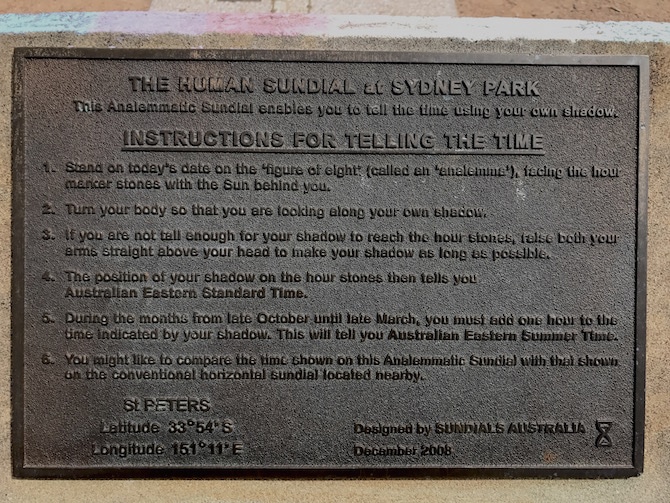 THE HUMAN SUNDIAL at SYDNEY PARK
This Analemmatic Sundial enables you to tell the time using your own shadow.
INSTRUCTIONS FOR TELLING THE TIME
1. Stand on today's date on the 'figure of eight' (called an 'analemma'), facing the hour
marker stones with the Sun behind you.
2. Turn your body so that you are looking along your own shadow.
3. If you are not tall enough for your shadow to reach the hour stones, raise both your
arms straight above your head to make your shadow as long as possible.
4. The position of your shadow on the hour stones then tells you
Australian Eastern Standard Time.
5. During the months from late October until late March, you must add one hour to the
time indicated by your shadow. This will tell you Australian Eastern Summer Time.
6. You might like to compare the time shown on this Analemmatic Sundial with that shown
on the conventional horizontal sundial located nearby.
St PETERS
Latitude 33°54' S
Longitude 151°11' E
Designed by SUNDIALS AUSTRALIA
December 2008